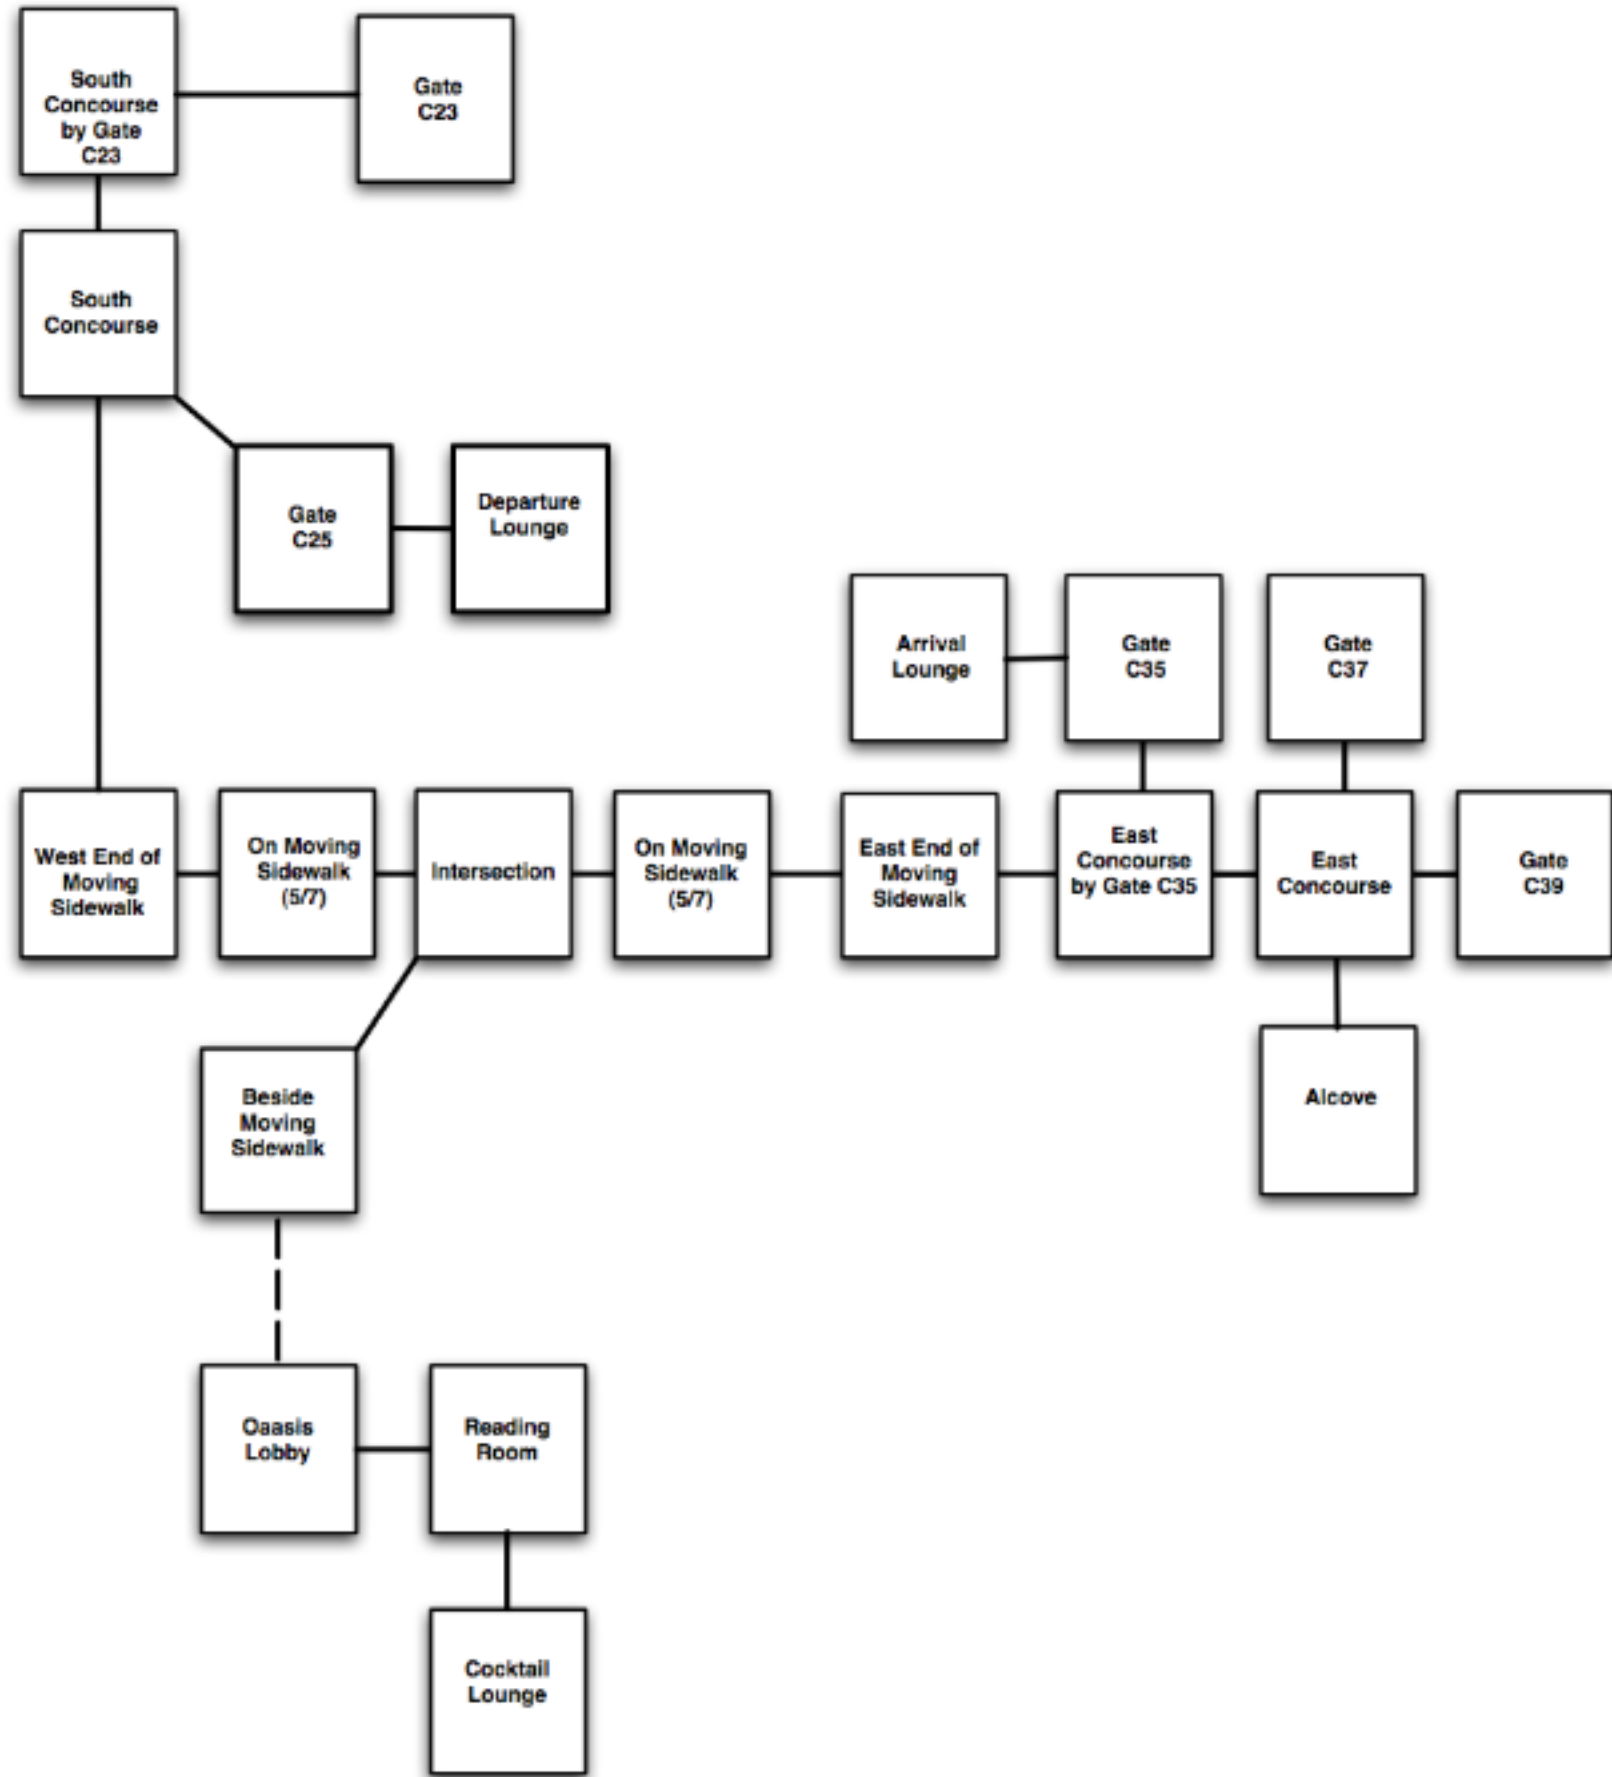 South
Concourse
by Gate
C23
Gate
C23
South
Concourse
Gate
C25
Departure
Lounge
Arrival
Lounge
Gate
C35
Gate
C37
West End of
Moving
Sidewalk
On Moving
Sidewalk
(5/7)
Intersection
On Moving
Sidewalk
(5/7)
East End of
Moving
Sidewalk
East
Concourse
by Gate C35
East
Concourse
Gate
C39
Beside
Moving
Sidewalk
Alcove
Oaasis
Lobby
Reading
Room
Cocktail
Lounge